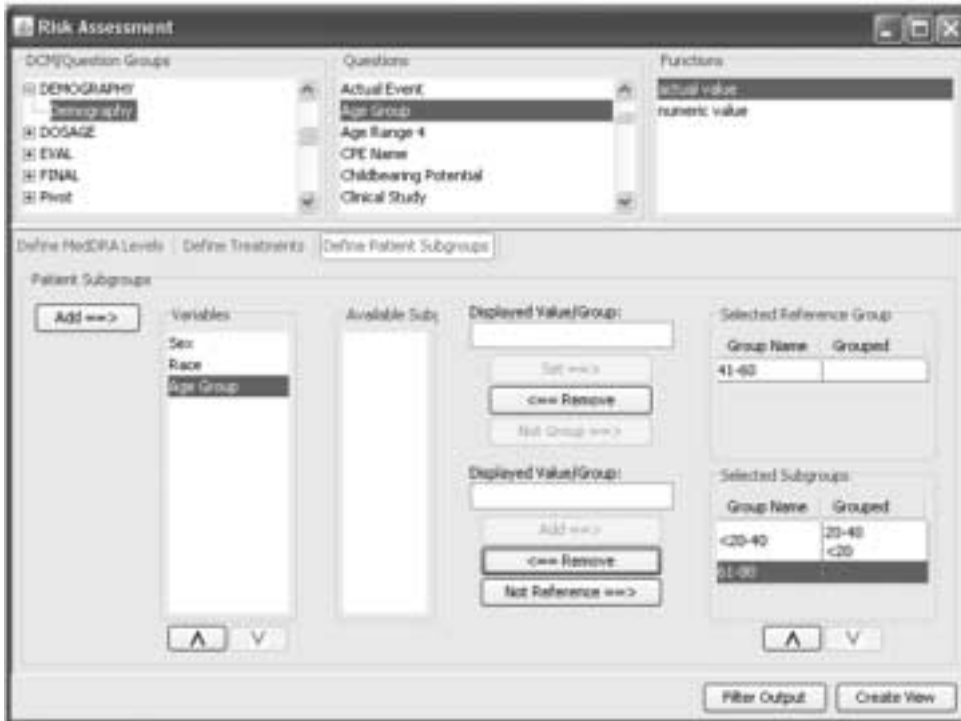 Risk Assessment
DCM/Question Groups
DEMOGRAPHY
Demography
DOSAGE
EVAL
FINAL
Pivot
Questions
Actual Event
Age Group
Age Range 4
CPE Name
Childbearing Potential
Clinical Study
Functions
actual value
numeric value
Define MedDRA Levels
Define Treatments
Define Patient Subgroups
Patient Subgroups
Add ==>
Variables
Sex
Race
Age Group
Available Subg
Displayed Value/Group:
Set ==>
<== Remove
Not Group ==>
Displayed Value/Group:
Add ==>
<== Remove
Not Reference ==>
Selected Reference Group
Group Name Grouped
41-60
Selected Subgroups
Group Name Grouped
<20-40
20-40
<20
61-80
Filter Output
Create View